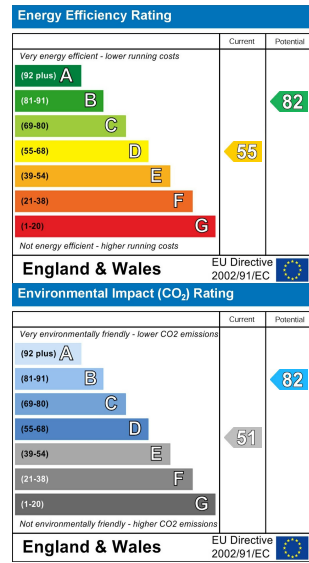 Energy Efficiency Rating
Current Potential
Very energy efficient - lower running costs
(92 plus) A
(81-91) B
82
(69-80) C
(55-68) D
55
(39-54) E
(21-38) F
(1-20) G
Not energy efficient - higher running costs
England & Wales
EU Directive
2002/91/EC
Environmental Impact (CO2) Rating
Current Potential
Very environmentally friendly - lower CO2 emissions
(92 plus) A
(81-91) B
82
(69-80) C
(55-68) D
51
(39-54) E
(21-38) F
(1-20) G
Not environmentally friendly - higher CO2 emissions
England & Wales
EU Directive
2002/91/EC